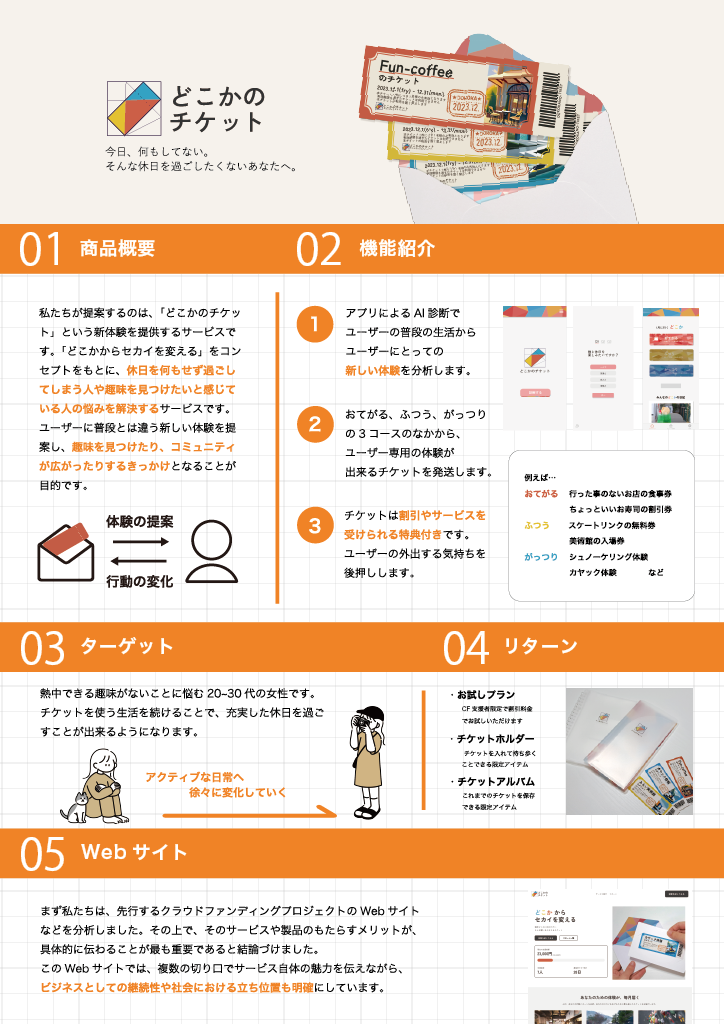 どこかの
チケット
今日、何もしてない。
そんな休日を過ごしたくないあなたへ。
Fun-coffee
のチケット
2023.12.
2023.12
01 商品概要
02 機能紹介
私たちが提案するのは、「どこかのチケッ
ト」という新体験を提供するサービスで
す。「どこかからセカイを変える」をコン
セプトをもとに、休日を何もせず過ごし
てしまう人や趣味を見つけたいと感じて
いる人の悩みを解決するサービスです。
ユーザーに普段とは違う新しい体験を提
案し、趣味を見つけたり、コミュニティ
が広がったりするきっかけとなることが
目的です。
体験の提案
行動の変化
1
アプリによる AI 診断で
ユーザーの普段の生活から
ユーザーにとっての
新しい体験を分析します。
2
おてがる、ふつう、がっつり
の 3 コースのなかから、
ユーザー専用の体験が
出来るチケットを発送します。
3
チケットは割引やサービスを
受けられる特典付きです。
ユーザーの外出する気持ちを
後押しします。
どこかのチケット
例えば…
おてがる 行った事のないお店の食事券
ちょっといいお寿司の割引券
ふつう スケートリンクの無料券
美術館の入場券
がっつり シュノーケリング体験
カヤック体験 など
03 ターゲット
04 リターン
熱中できる趣味がないことに悩む 20–30 代の女性です。
チケットを使う生活を続けることで、充実した休日を過ご
すことが出来るようになります。
アクティブな日常へ
徐々に変化していく
・お試しプラン
CF 支援者限定で割引料金
でお試しいただけます
・チケットホルダー
チケットを入れて持ち歩く
ことできる限定アイテム
・チケットアルバム
これまでのチケットを保存
できる限定アイテム
05 Web サイト
まず私たちは、先行するクラウドファンディングプロジェクトの Web サイト
などを分析しました。その上で、そのサービスや製品のもたらすメリットが、
具体的に伝わることが最も重要であると結論づけました。
この Web サイトでは、複数の切り口でサービス自体の魅力を伝えながら、
ビジネスとしての継続性や社会における立ち位置も明確にしています。
どこか から
セカイを変える
あなたのための体験が、毎月届く